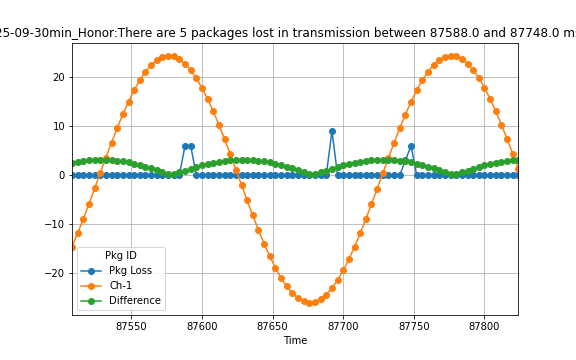 25-09-30min_Honor:There are 5 packages lost in transmission between 87588.0 and 87748.0 ms
20
10
0
−10
−20
Pkg ID
Pkg Loss
Ch-1
Difference
87550
87600
87650
87700
87750
87800
Time